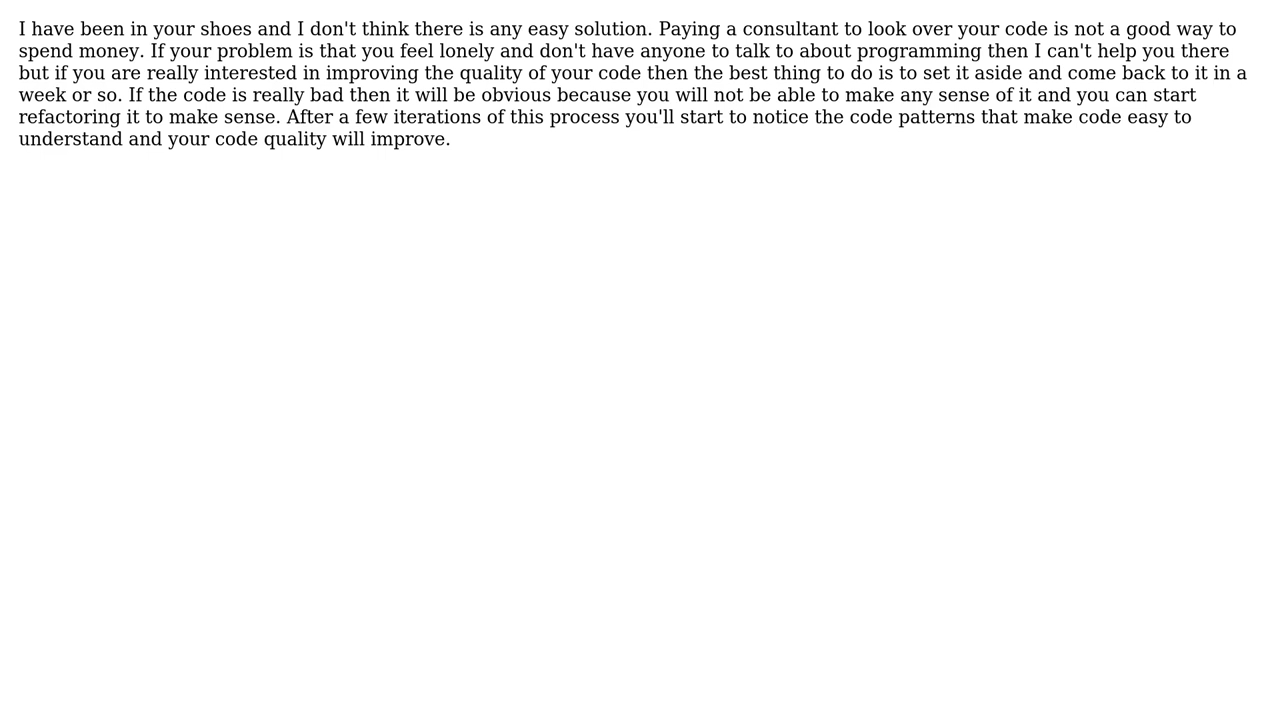 I have been in your shoes and I don't think there is any easy solution. Paying a consultant to look over your code is not a good way to
spend money. If your problem is that you feel lonely and don't have anyone to talk to about programming then I can't help you there
but if you are really interested in improving the quality of your code then the best thing to do is to set it aside and come back to it in a
week or so. If the code is really bad then it will be obvious because you will not be able to make any sense of it and you can start
refactoring it to make sense. After a few iterations of this process you'll start to notice the code patterns that make code easy to
understand and your code quality will improve.